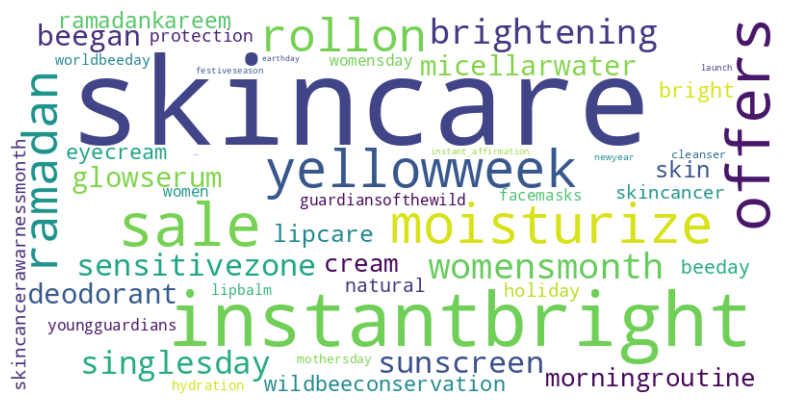 ramadankareem
beegan
protection
rollon
brightening
offers
worldbeeday
earthday
festiveseason
womensday
micellarwater
launch
skincare
bright
ramadan
eyecream
instant_affirmation
newyear
cleanser
glowserum
yellowweek
skin
women
guardiansofthewild
facemasks
skincancer
skincancerawarnessmonth
sale
lipcare
moisturize
sensitivezone
cream
womensmonth
beeday
deodorant
lipbalm
natural
holiday
instantbright
youngguardians
singlesday
mothersday
sunscreen
morningroutine
hydration
wildbeeconservation